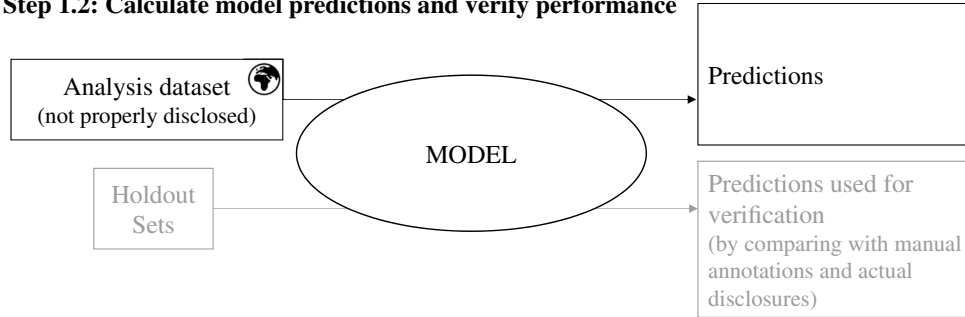 Step 1.2: Calculate model predictions and verify performance
Analysis dataset
(not properly disclosed)
Predictions
MODEL
Holdout
Sets
Predictions used for
verification
(by comparing with manual
annotations and actual
disclosures)